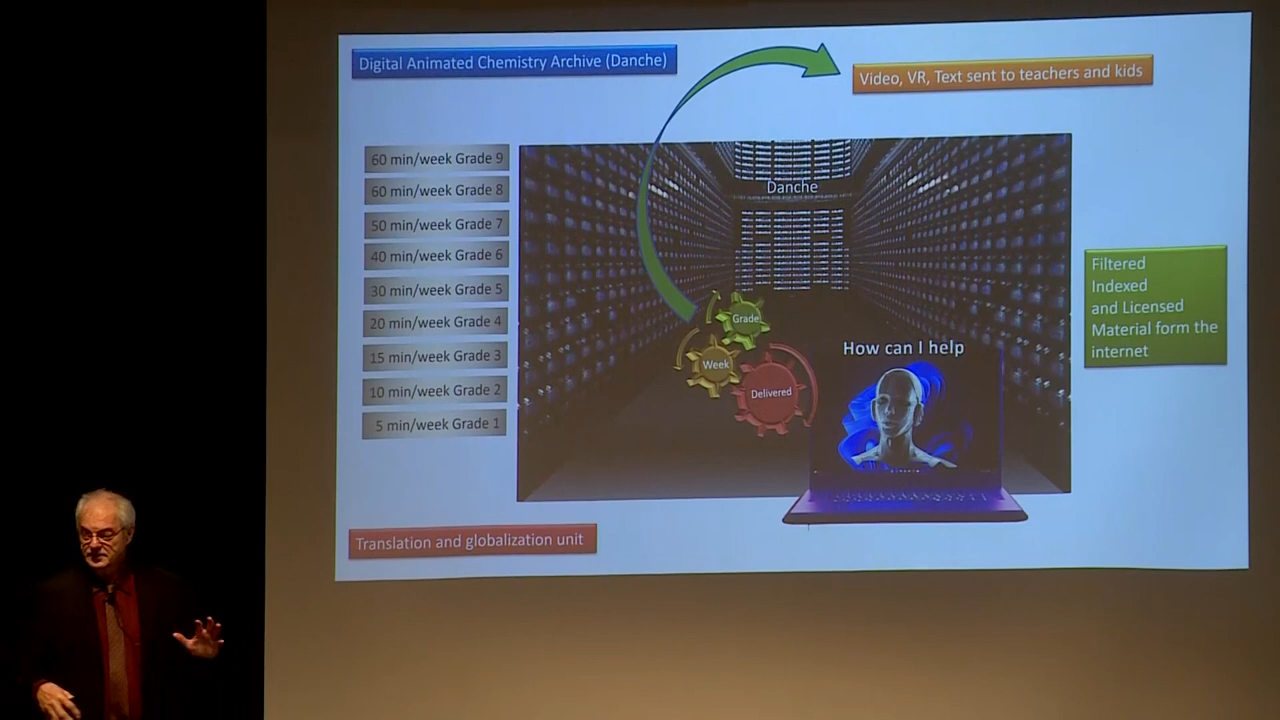 Digital Animated Chemistry Archive (Danche)
Video, VR, Text sent to teachers and kids
60 min/week Grade 9
60 min/week Grade 8
50 min/week Grade 7
40 min/week Grade 6
30 min/week Grade 5
20 min/week Grade 4
15 min/week Grade 3
10 min/week Grade 2
5 min/week Grade 1
Danche
Grade
Week
Delivered
How can I help
Filtered
Indexed
and Licensed
Material form the
internet
Translation and globalization unit